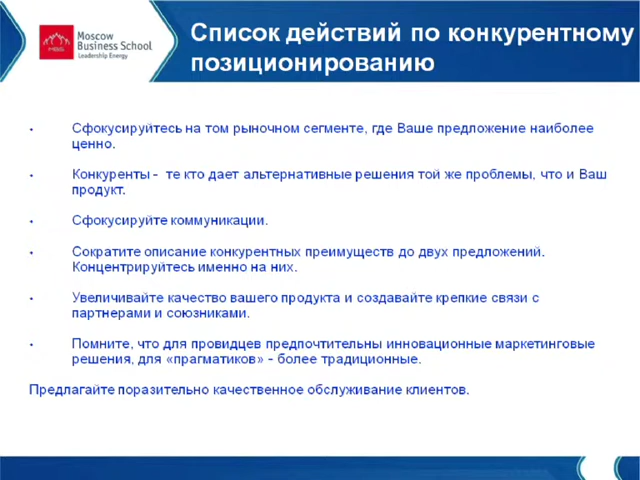 Moscow
Business School
Leadership Energy
MBS
Список действий по конкурентному
позиционированию
• Сфокусируйтесь на том рыночном сегменте, где Ваше предложение наиболее
ценно.
• Конкуренты - те кто дает альтернативные решения той же проблемы, что и Ваш
продукт.
• Сфокусируйте коммуникации.
• Сократите описание конкурентных преимуществ до двух предложений.
Концентрируйтесь именно на них.
• Увеличивайте качество вашего продукта и создавайте крепкие связи с
партнерами и союзниками.
• Помните, что для провидцев предпочтительны инновационные маркетинговые
решения, для «прагматиков» - более традиционные.
Предлагайте поразительно качественное обслуживание клиентов.